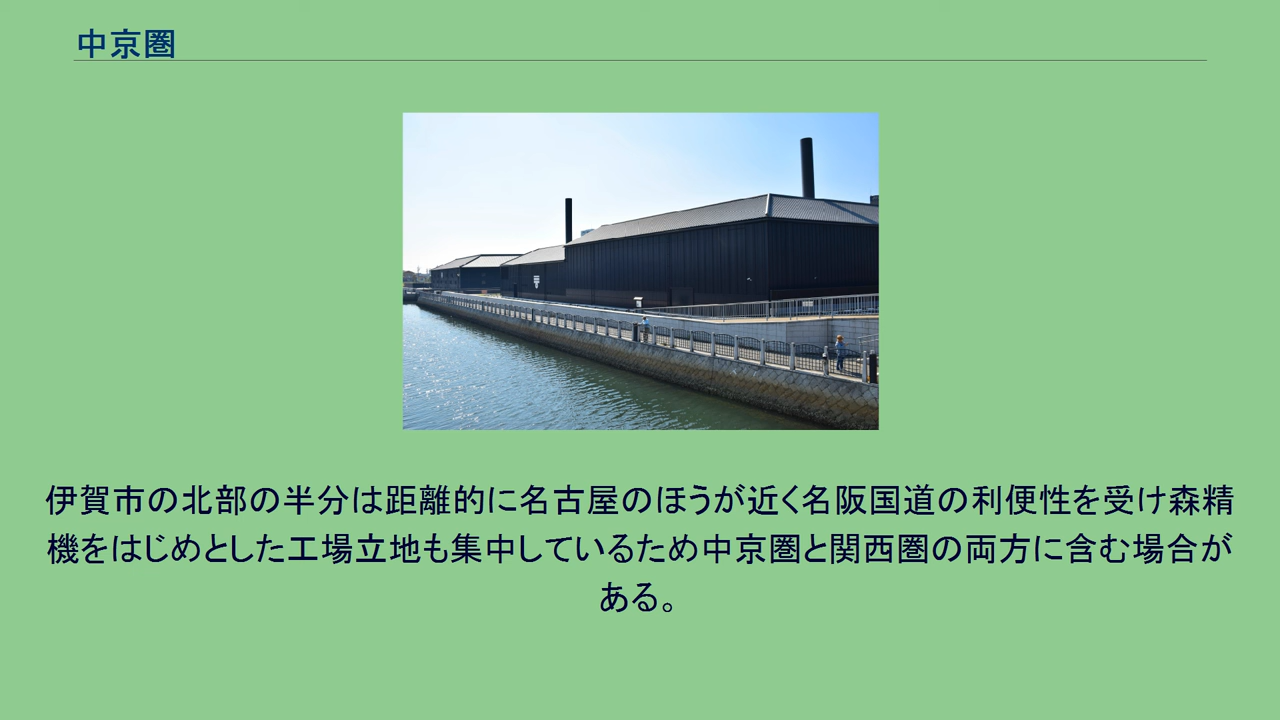 中京圏
伊賀市の北部の半分は距離的に名古屋のほうが近く名阪国道の利便性を受け森精
機をはじめとした工場立地も集中しているため中京圏と関西圏の両方に含む場合が
ある。